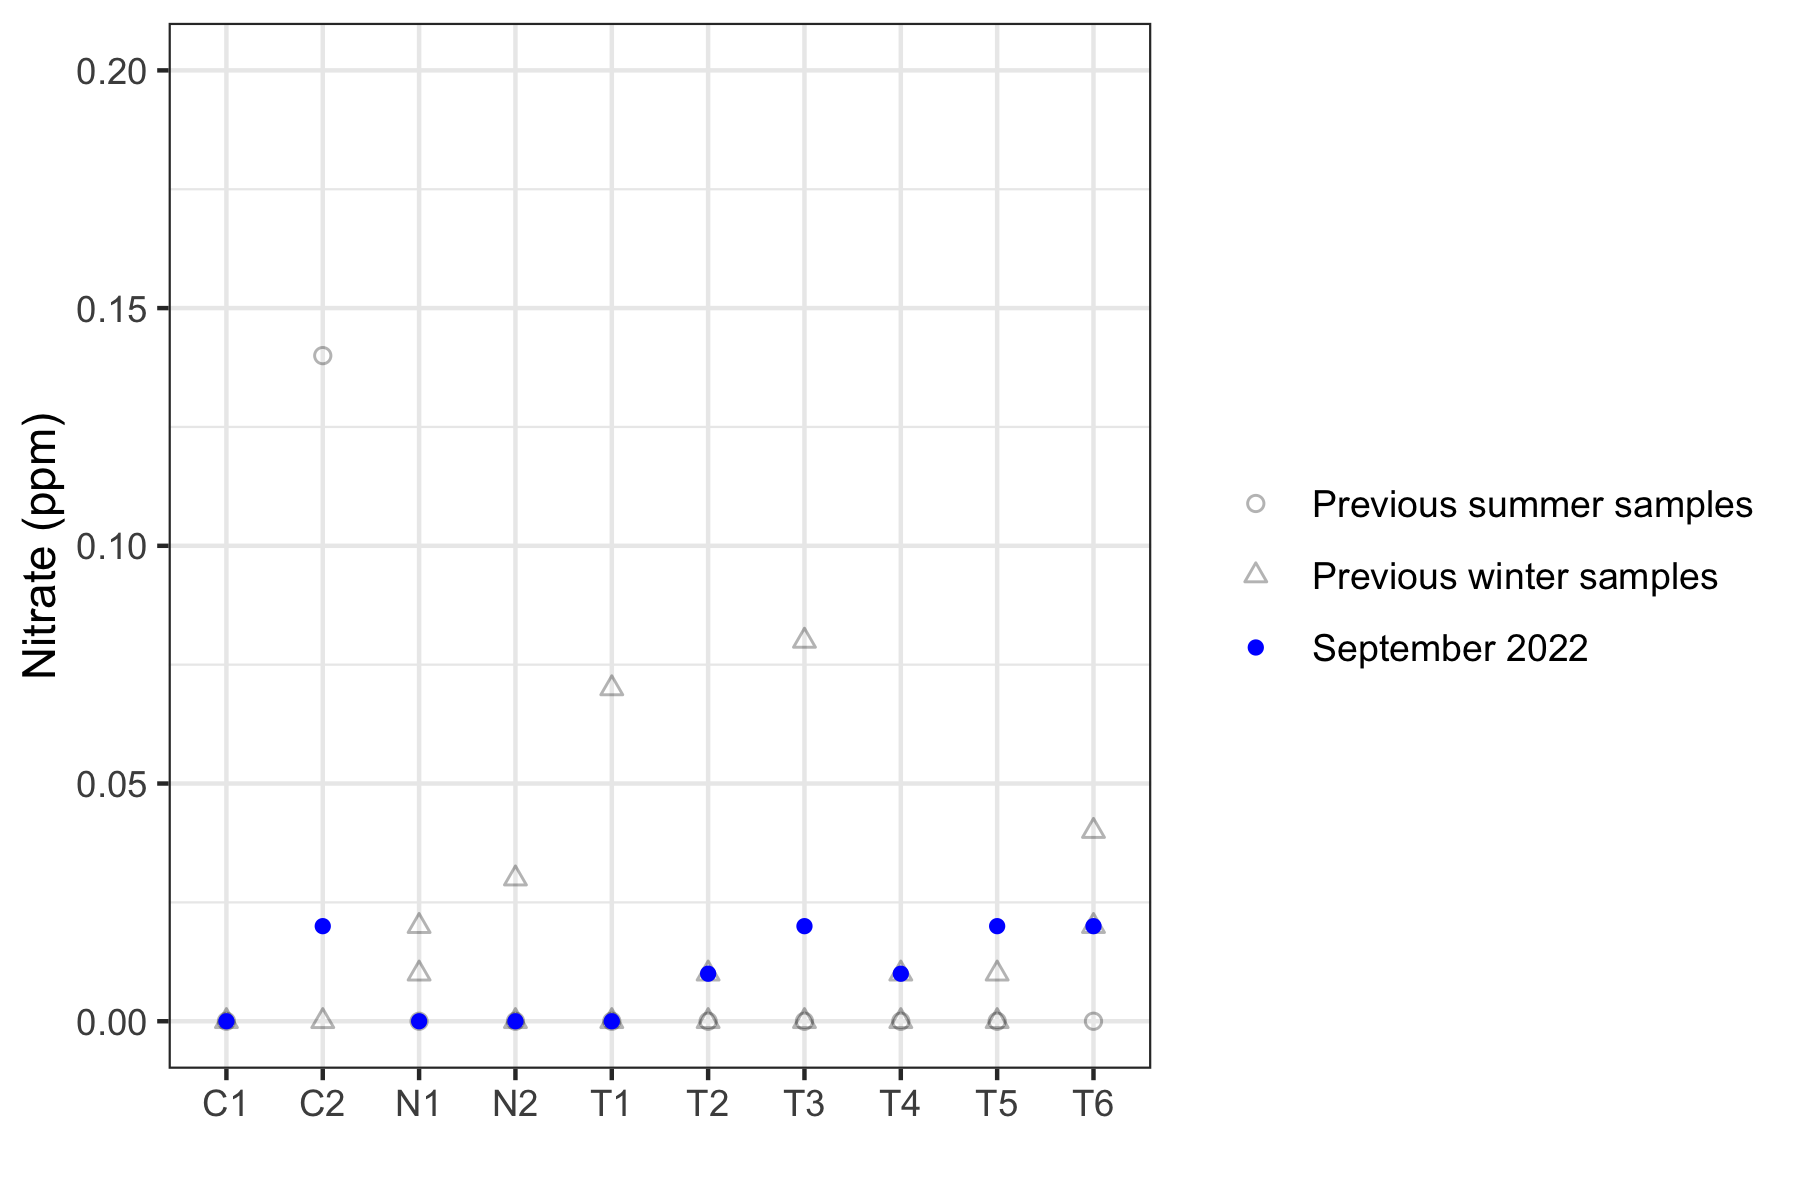 Nitrate (ppm)
0.20
0.15
0.10
0.05
0.00
C1 C2 N1 N2 T1 T2 T3 T4 T5 T6
Previous summer samples
Previous winter samples
September 2022